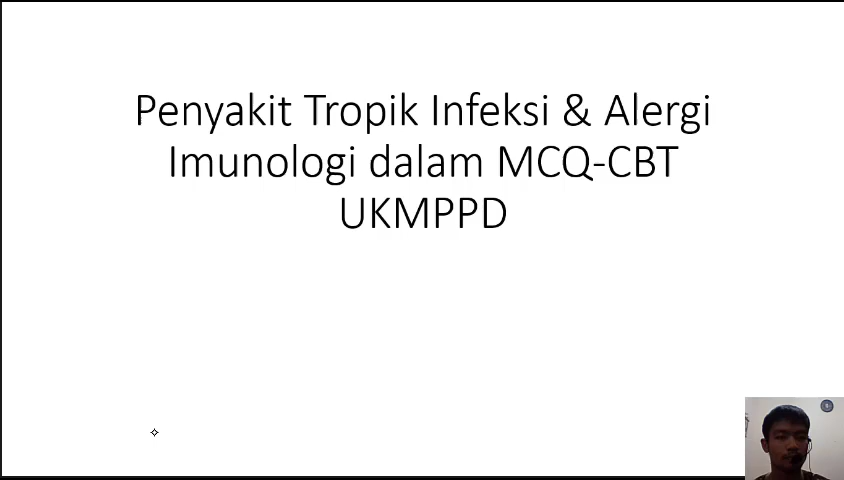 Penyakit Tropik Infeksi & Alergi
Imunologi dalam MCQ-CBT
UKMPPD